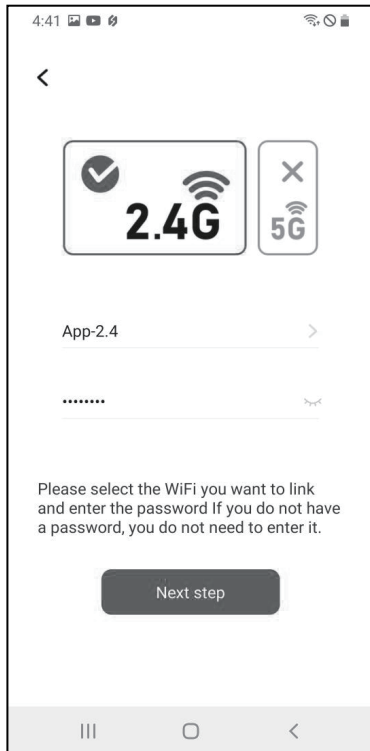 4:41
2.4G
5G
App-2.4
••••••••
Please select the WiFi you want to link
and enter the password If you do not have
a password, you do not need to enter it.
Next step